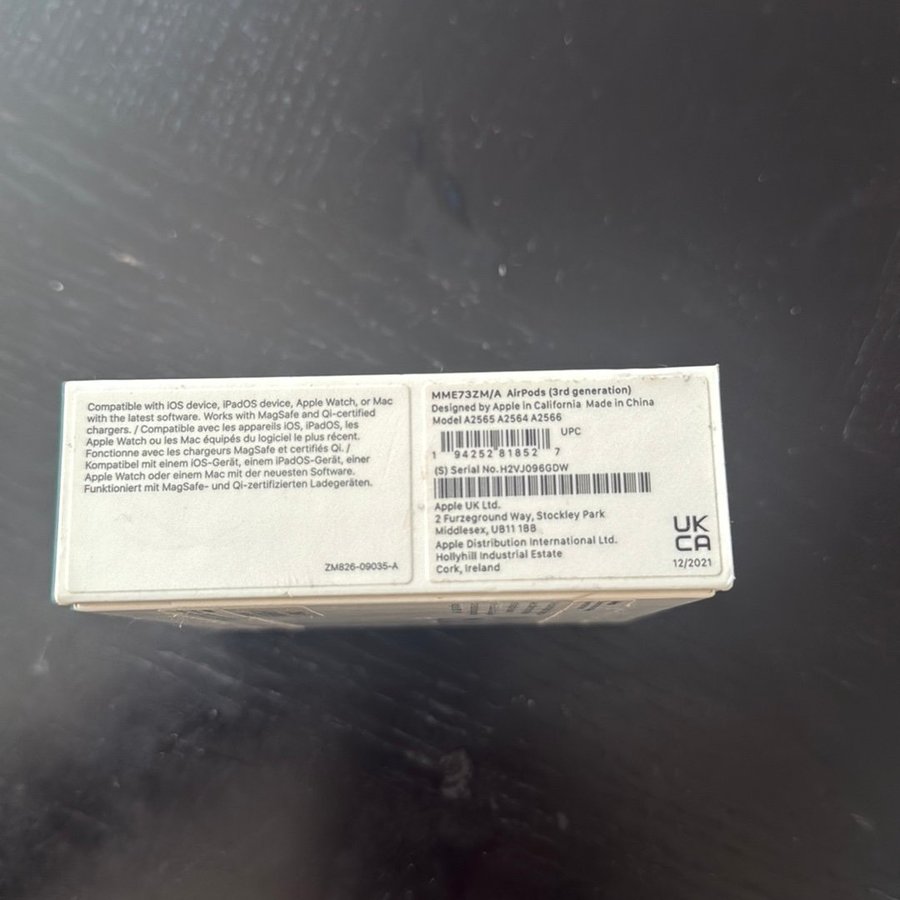 Compatible with iOS device, iPadOS device, Apple Watch, or Mac
with the latest software. Works with MagSafe and Qi-certified
chargers. / Compatible avec les appareils iOS, iPadOS, les
Apple Watch ou les Mac équipés du logiciel le plus récent.
Fonctionne avec les chargeurs MagSafe et certifiés Qi. /
Kompatibel mit einem iOS-Gerät, einem iPadOS-Gerät, einer
Apple Watch oder einem Mac mit der neuesten Software.
Funktioniert mit MagSafe- und Qi-zertifizierten Ladegeräten.
ZM826-09035-A
MME73ZM/A AirPods (3rd generation)
Designed by Apple in California Made in China
Model A2565 A2564 A2566
UPC
1 94252 81852 7
(S) Serial No. H2VJ096GDW
Apple UK Ltd.
2 Furzeground Way, Stockley Park
Middlesex, UB11 1BB
Apple Distribution International Ltd.
Hollyhill Industrial Estate
Cork, Ireland
UK
CA
12/2021